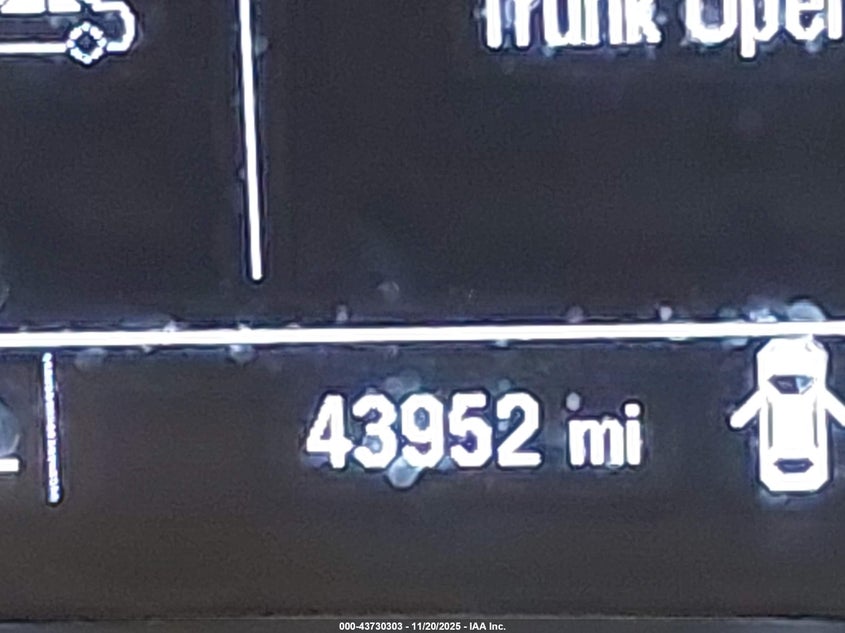 Trunk Open
43952 mi
000-43730303 - 11/20/2025 - IAA Inc.